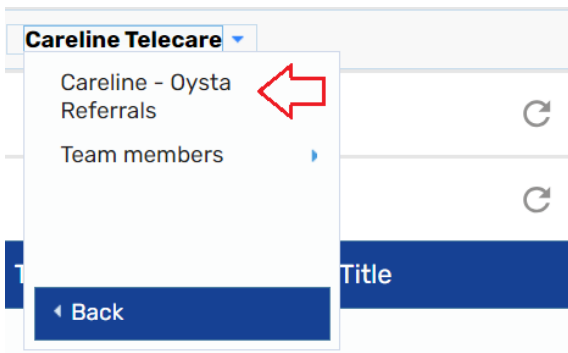 Careline Telecare
Careline - Oysta
Referrals
Team members
T
Title
Back